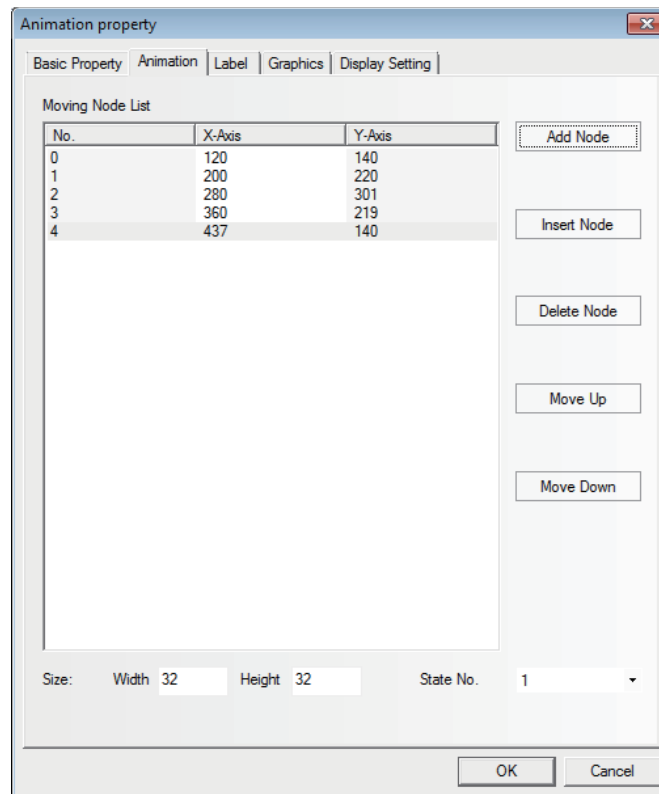 Animation property
Basic Property Animation Label Graphics Display Setting
Moving Node List
No. X-Axis Y-Axis
0 120 140
1 200 220
2 280 301
3 360 219
4 437 140
Add Node
Insert Node
Delete Node
Move Up
Move Down
Size: Width 32 Height 32 State No. 1
OK Cancel